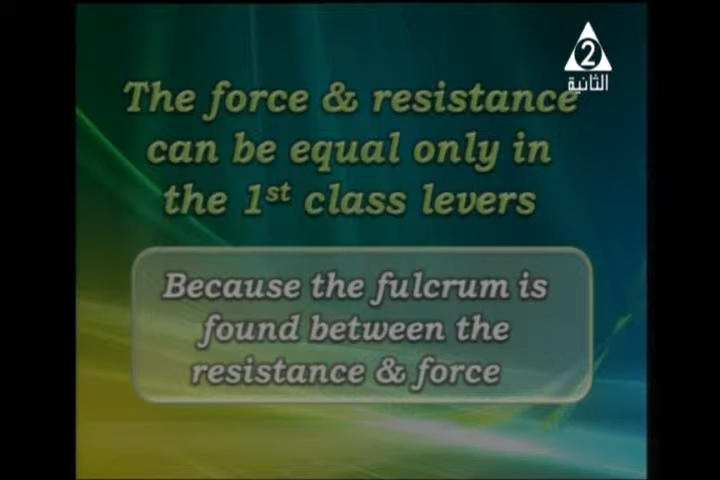 2
الثانية
The force & resistance
can be equal only in
the 1st class levers
Because the fulcrum is
found between the
resistance & force